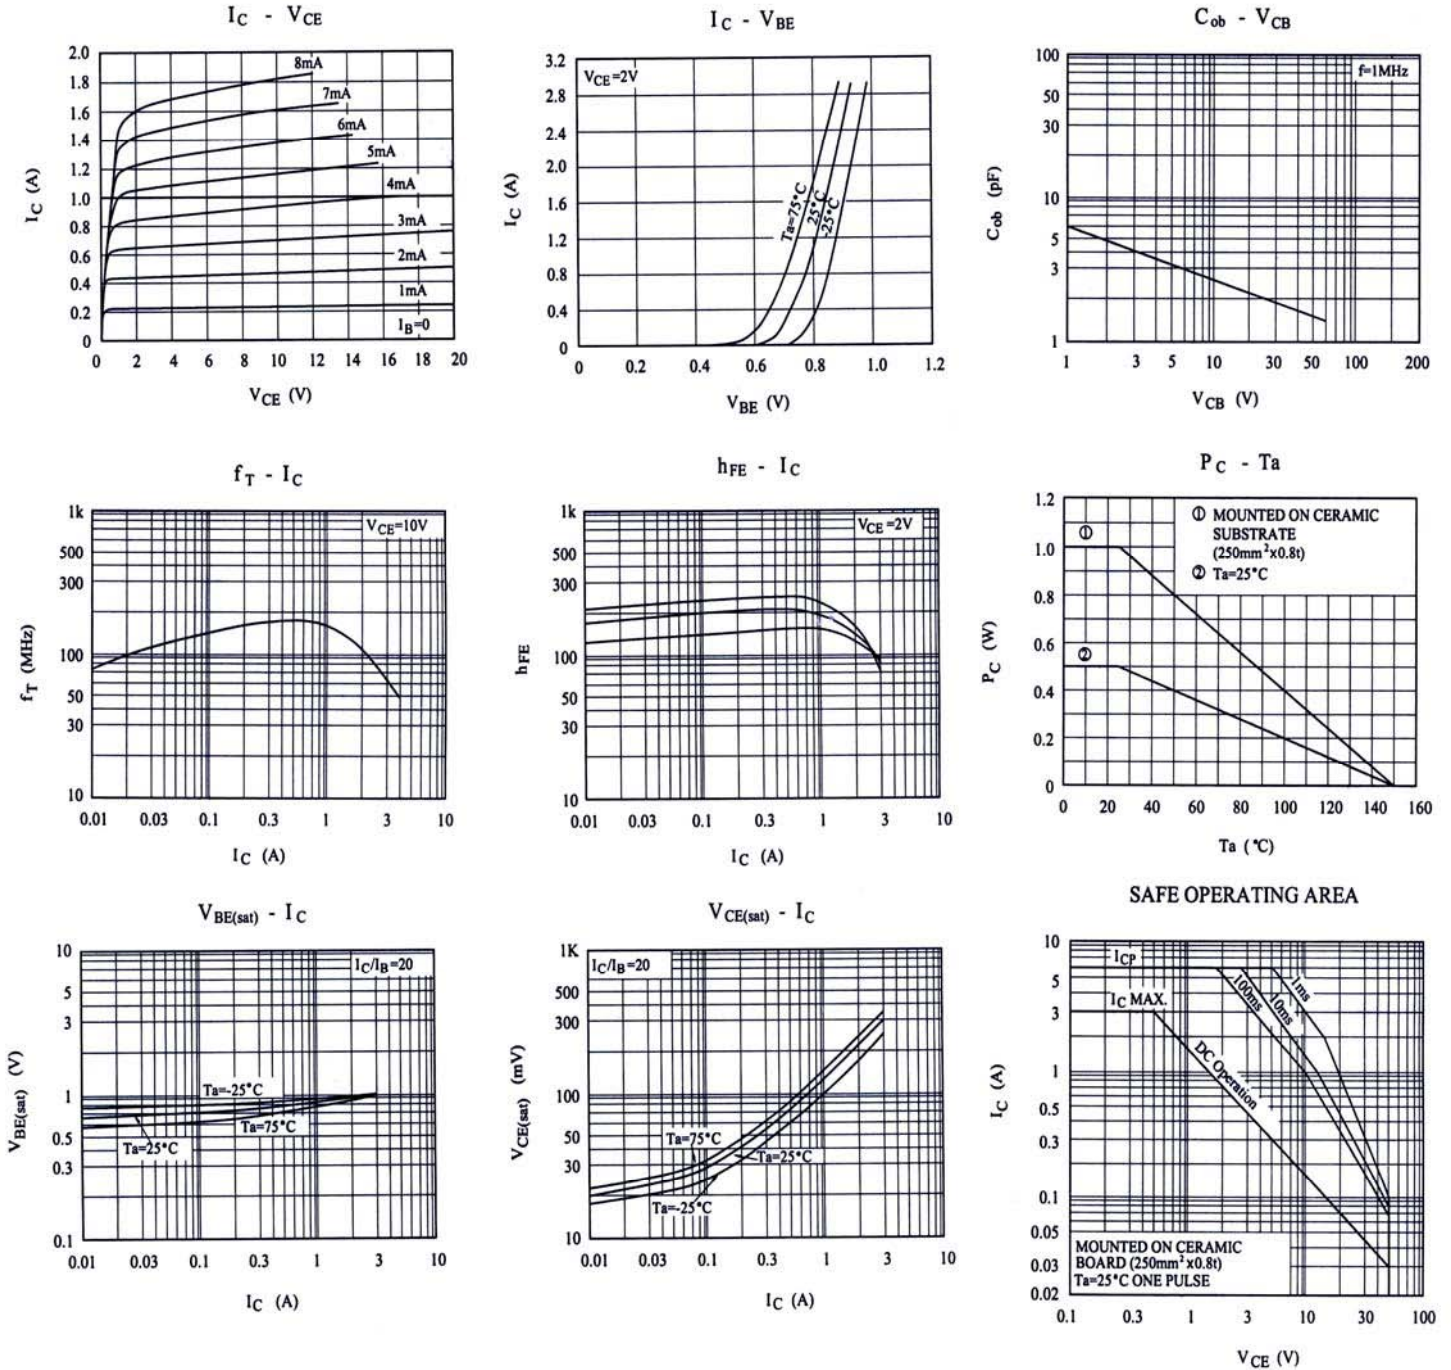 I_C - V_CE
2.0
1.8
1.6
1.4
1.2
1.0
0.8
0.6
0.4
0.2
0
I_C (A)
8mA
7mA
6mA
5mA
4mA
3mA
2mA
1mA
I_B=0
0 2 4 6 8 10 12 14 16 18 20
V_CE (V)
I_C - V_BE
3.2
2.8
2.4
2.0
1.6
1.2
0.8
0.4
0
I_C (A)
V_CE=2V
Ta=75°C
25°C
-25°C
0 0.2 0.4 0.6 0.8 1.0 1.2
V_BE (V)
C_ob - V_CB
100
50
30
10
5
3
1
C_ob (pF)
f=1MHz
1 3 5 10 30 50 100 200
V_CB (V)
f_T - I_C
1k
500
300
100
50
30
10
f_T (MHz)
V_CE=10V
0.01 0.03 0.1 0.3 1 3 10
I_C (A)
h_FE - I_C
1k
500
300
100
50
30
10
h_FE
V_CE=2V
0.01 0.03 0.1 0.3 1 3 10
I_C (A)
P_C - Ta
1.2
1.0
0.8
0.6
0.4
0.2
0
P_C (W)
① MOUNTED ON CERAMIC
SUBSTRATE
(250mm²x0.8t)
② Ta=25°C
①
②
0 20 40 60 80 100 120 140 160
Ta (°C)
V_BE(sat) - I_C
10
5
3
1
0.5
0.3
0.1
V_BE(sat) (V)
I_C/I_B=20
Ta=-25°C
Ta=75°C
Ta=25°C
0.01 0.03 0.1 0.3 1 3 10
I_C (A)
V_CE(sat) - I_C
1K
500
300
100
50
30
10
V_CE(sat) (mV)
I_C/I_B=20
Ta=75°C
Ta=25°C
Ta=-25°C
0.01 0.03 0.1 0.3 1 3 10
I_C (A)
SAFE OPERATING AREA
10
5
3
1
0.5
0.3
0.1
0.05
0.03
0.02
I_C (A)
I_CP
I_C MAX.
100ms
10ms
1ms
DC Operation
MOUNTED ON CERAMIC
BOARD (250mm²x0.8t)
Ta=25°C ONE PULSE
0.1 0.3 1 3 10 30 100
V_CE (V)